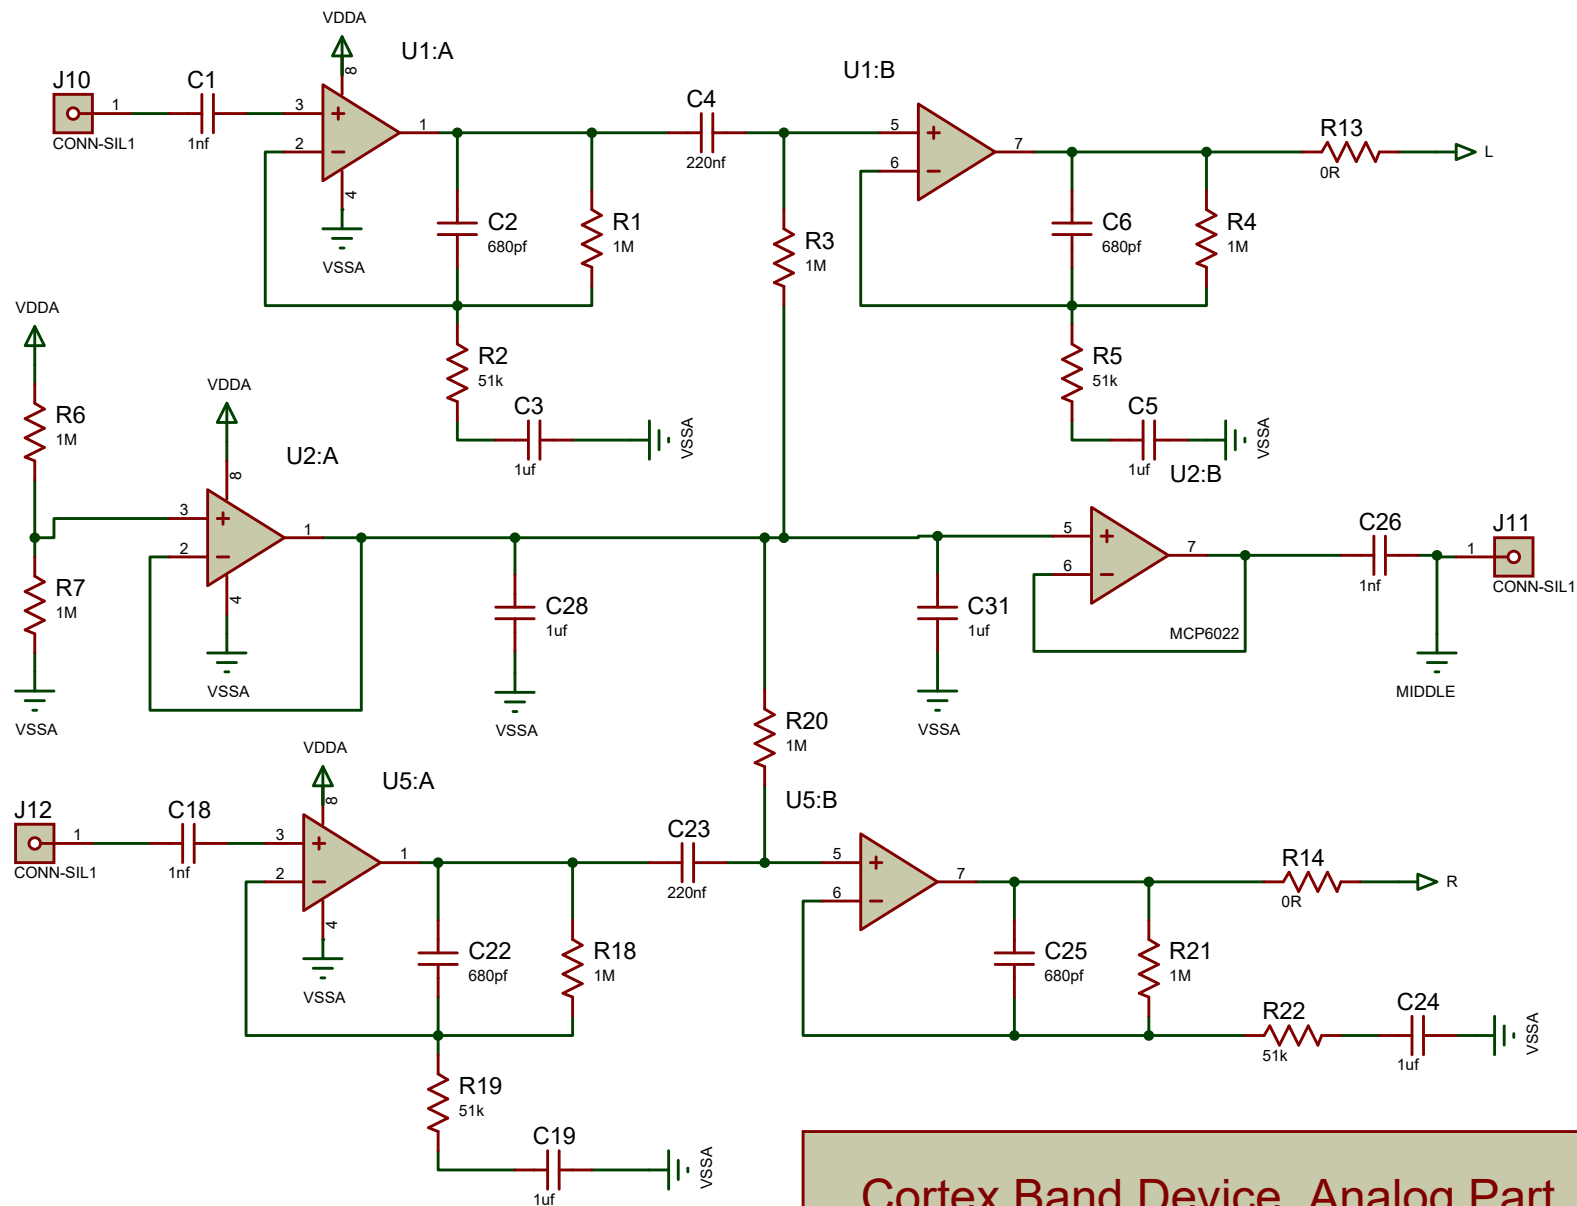 VDDA
U1:A
J10
C1
8
1
3
1
CONN-SIL1
1nf
2
4
VSSA
C2
680pf
R1
1M
C4
220nf
U1:B
5
7
6
R13
0R
L
R3
1M
C6
680pf
R4
1M
R2
51k
C3
1uf
VSSA
R5
51k
C5
1uf
VSSA
VDDA
R6
1M
R7
1M
VSSA
VDDA
U2:A
8
3
1
2
4
VSSA
C28
1uf
VSSA
U2:B
5
7
6
MCP6022
C31
1uf
VSSA
C26
1nf
J11
1
CONN-SIL1
MIDDLE
R20
1M
VDDA
U5:A
8
J12
C18
1
3
1
CONN-SIL1
1nf
2
4
VSSA
C22
680pf
R18
1M
C23
220nf
U5:B
5
7
6
R14
0R
R
C25
680pf
R21
1M
R22
51k
C24
1uf
VSSA
R19
51k
C19
1uf
VSSA
Cortex Band Device. Analog Part